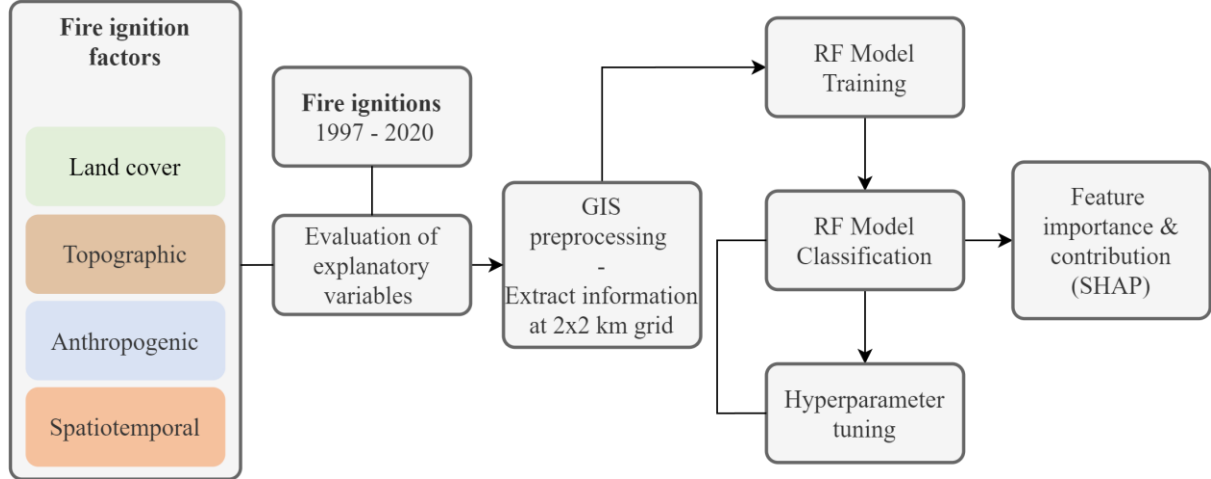 Fire ignition
factors
Land cover
Topographic
Anthropogenic
Spatiotemporal
Fire ignitions
1997 - 2020
Evaluation of
explanatory
variables
GIS
preprocessing
-
Extract information
at 2x2 km grid
RF Model
Training
RF Model
Classification
Hyperparameter
tuning
Feature
importance &
contribution
(SHAP)